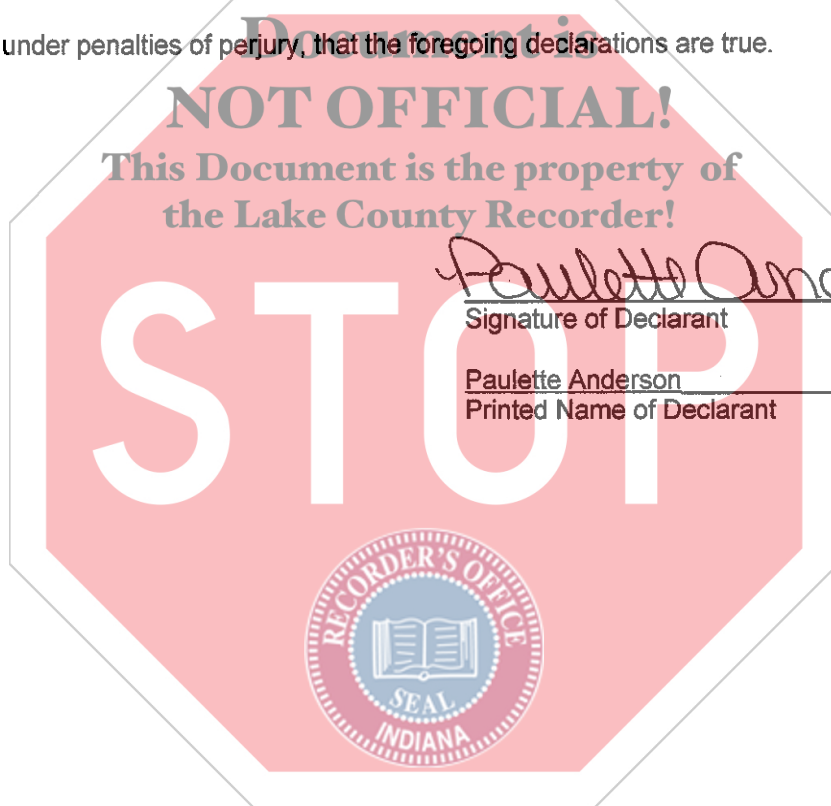 Document is
under penalties of perjury, that the foregoing declarations are true.
NOT OFFICIAL!
This Document is the property of
the Lake County Recorder!
Paulette And
Signature of Declarant
Paulette Anderson
Printed Name of Declarant
STOP
RECORDER'S OFFICE
SEAL
INDIANA